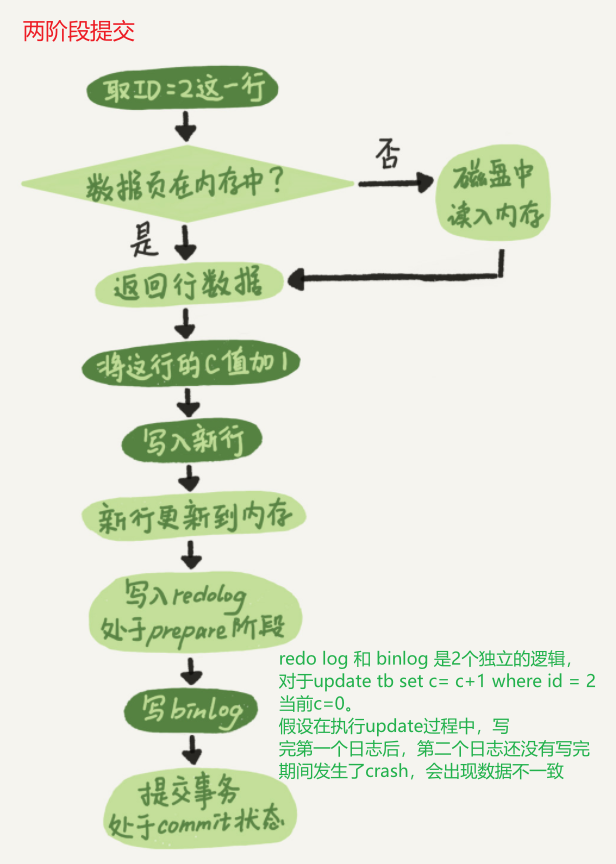 两阶段提交
取ID=2这一行
数据页在内存中？
否
磁盘中
读入内存
是
返回行数据
将这行的C值加1
写入新行
新行更新到内存
写入redolog
处于prepare阶段
写binlog
提交事务
处于commit状态
redo log 和 binlog 是2个独立的逻辑，
对于update tb set c= c+1 where id = 2
当前c=0。
假设在执行update过程中，写
完第一个日志后，第二个日志还没有写完
期间发生了crash，会出现数据不一致